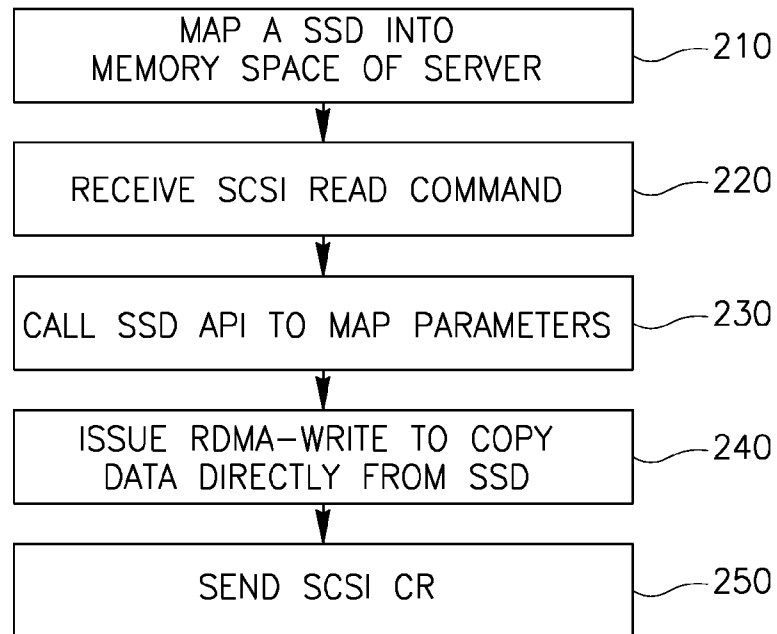 MAP A SSD INTO
MEMORY SPACE OF SERVER
210
RECEIVE SCSI READ COMMAND
220
CALL SSD API TO MAP PARAMETERS
230
ISSUE RDMA-WRITE TO COPY
DATA DIRECTLY FROM SSD
240
SEND SCSI CR
250